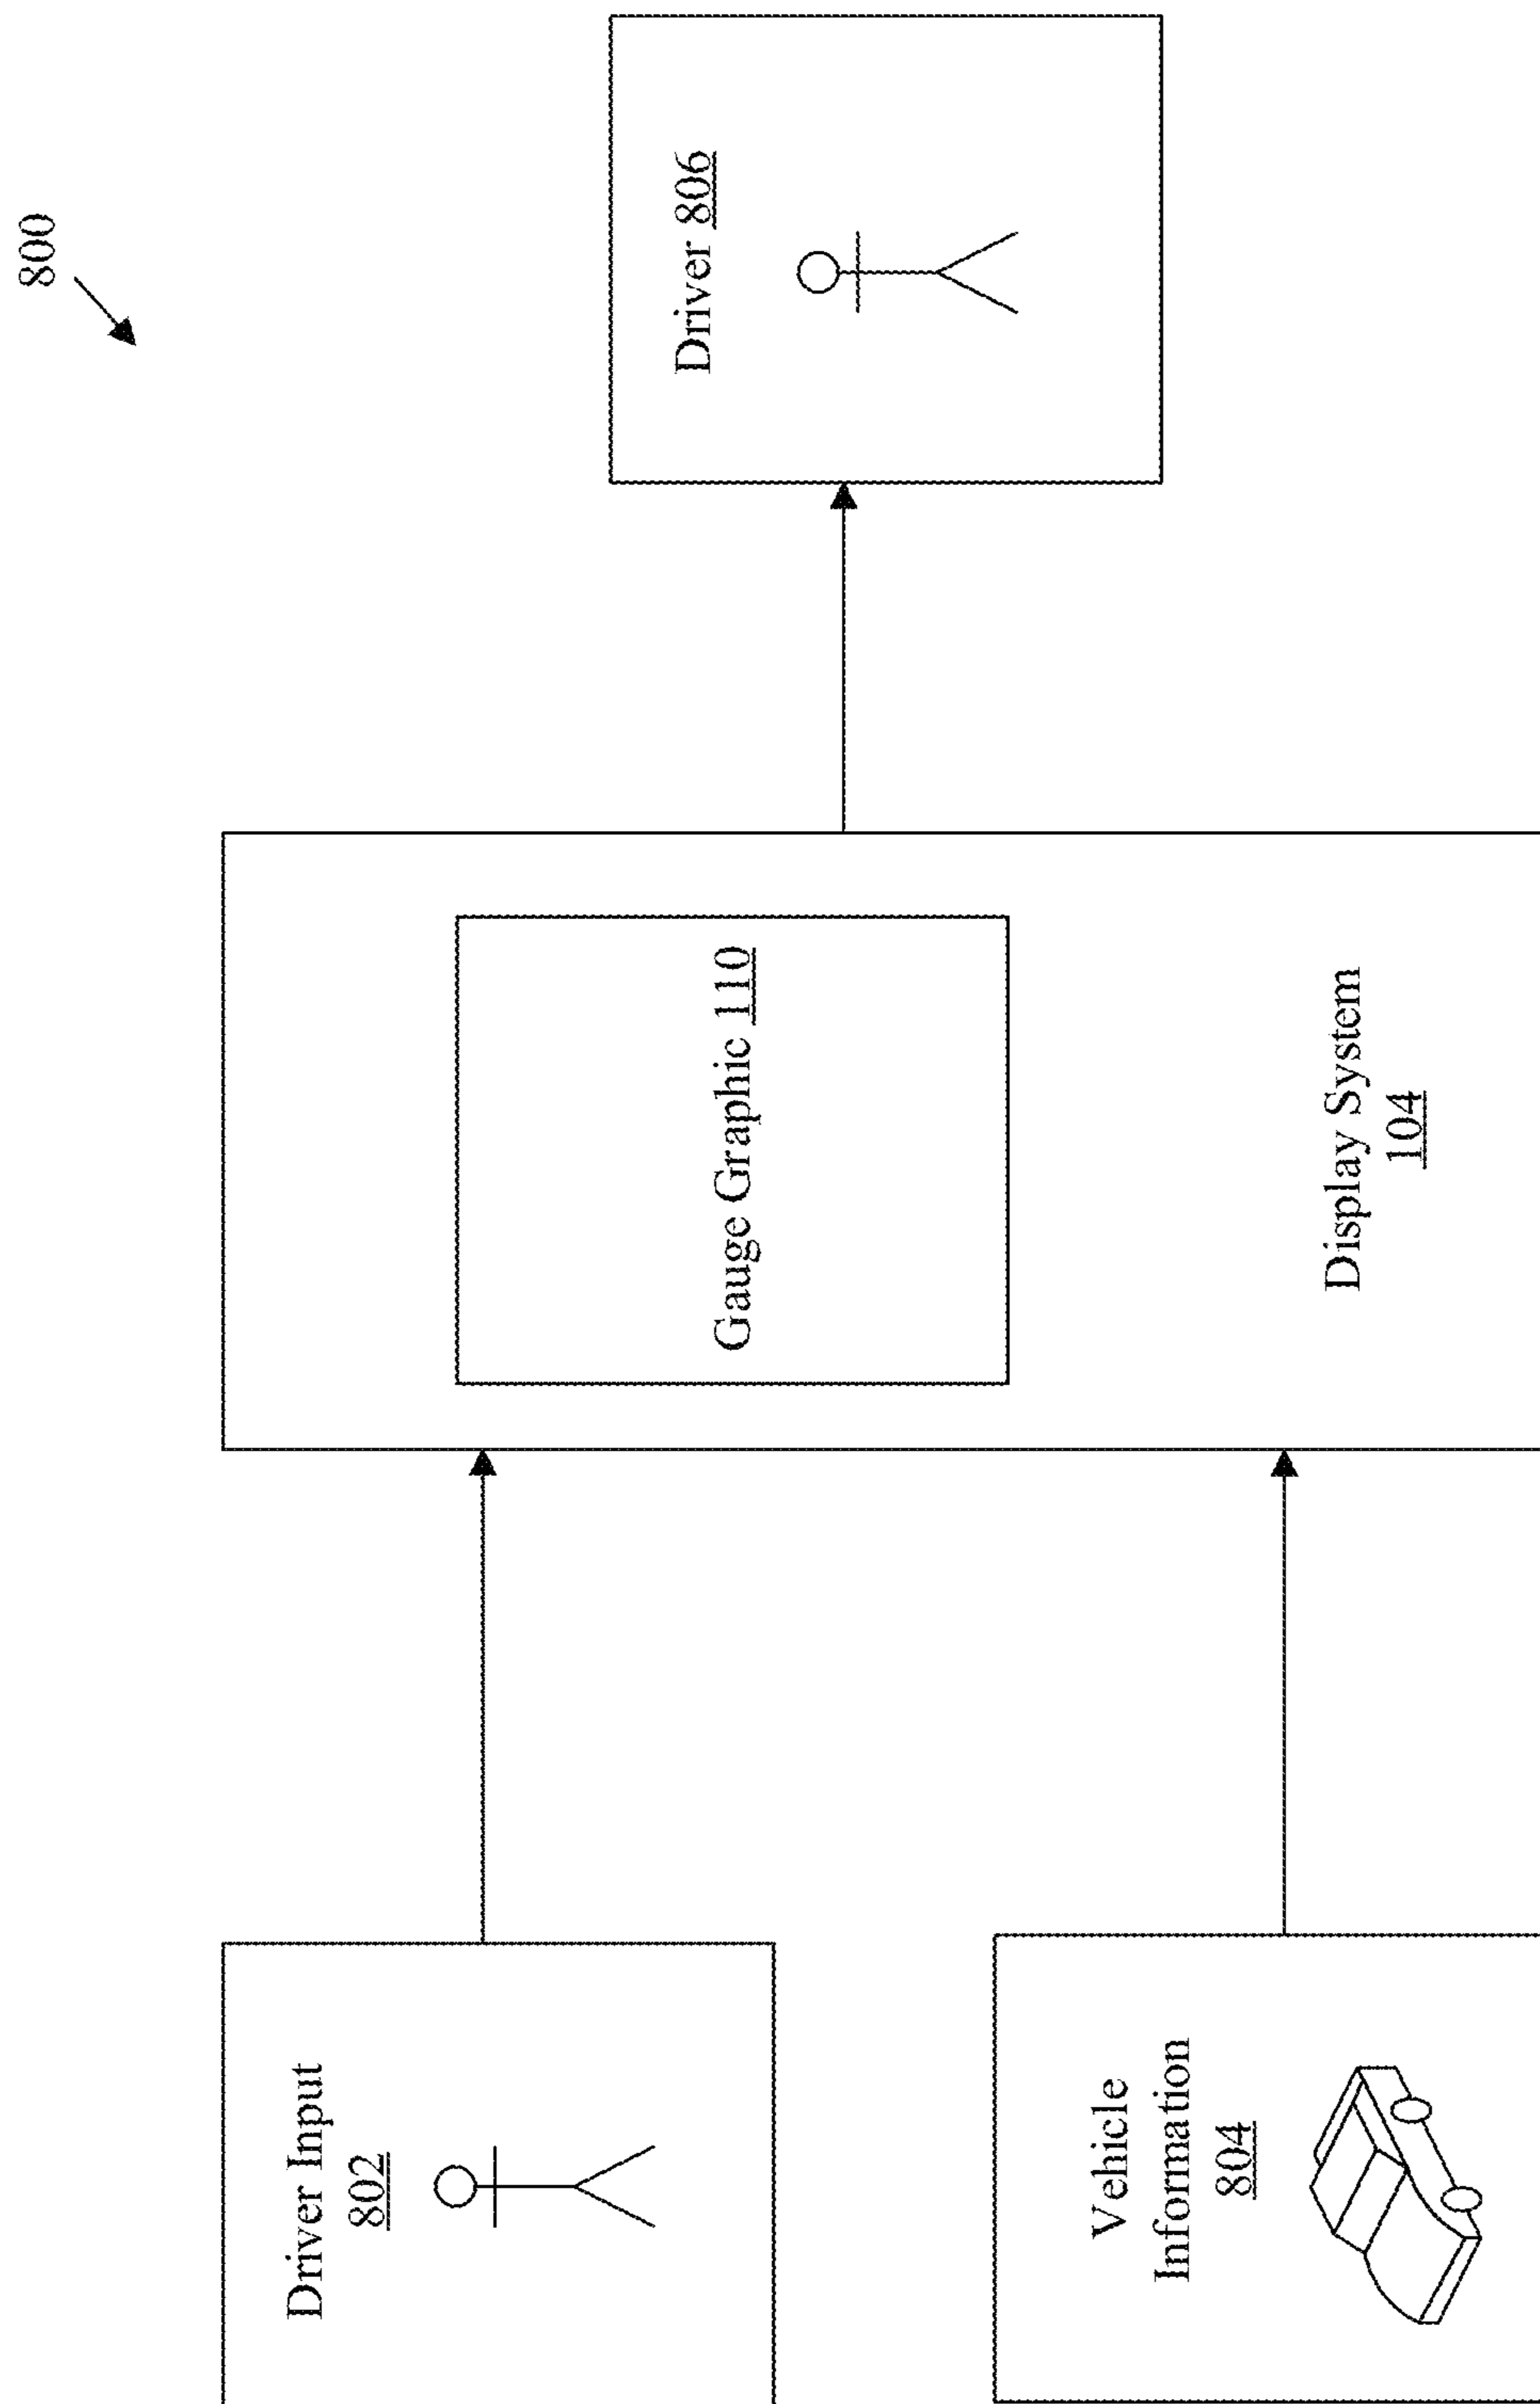 800
Driver Input
802
Vehicle
Information
804
Gauge Graphic 110
Display System
104
Driver 806